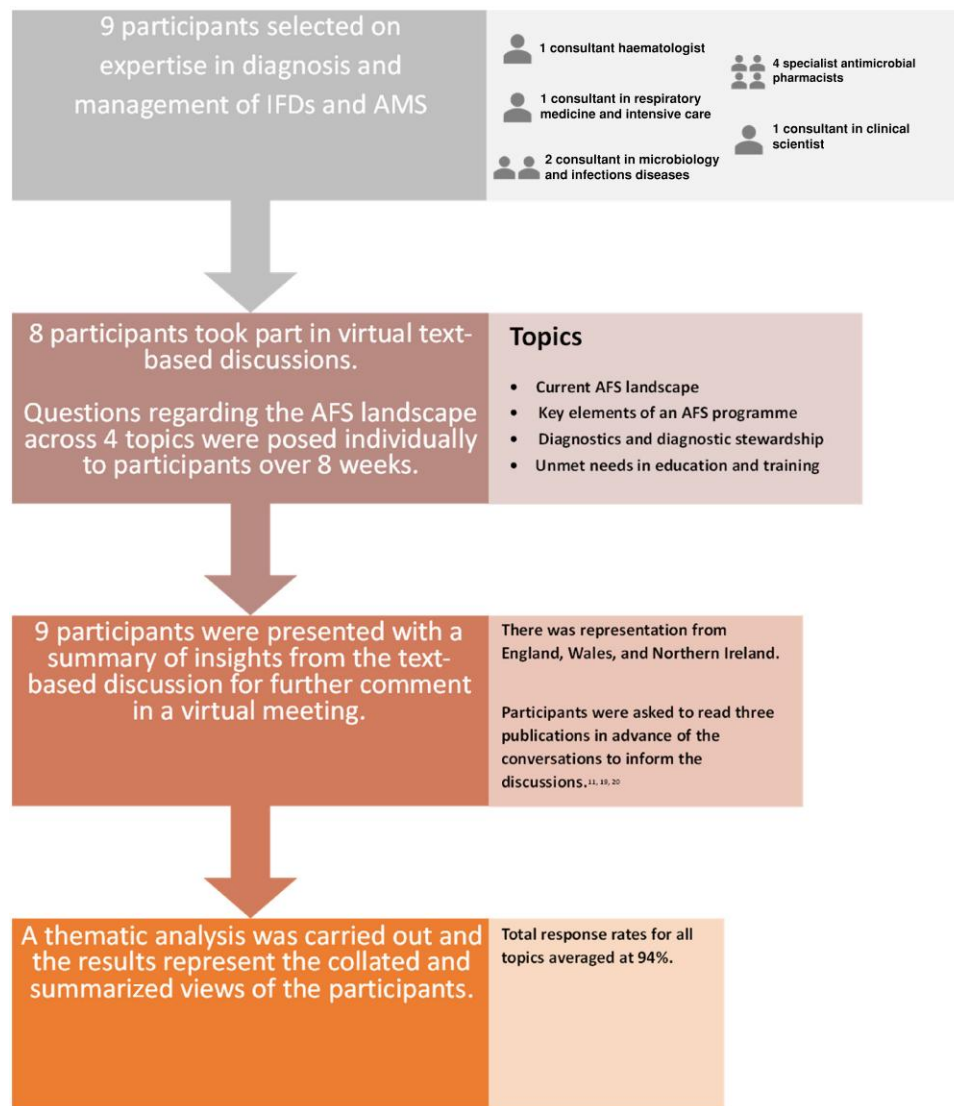 9 participants selected on
expertise in diagnosis and
management of IFDs and AMS
1 consultant haematologist
1 consultant in respiratory
medicine and intensive care
2 consultant in microbiology
and infections diseases
4 specialist antimicrobial
pharmacists
1 consultant in clinical
scientist
8 participants took part in virtual text-
based discussions.
Questions regarding the AFS landscape
across 4 topics were posed individually
to participants over 8 weeks.
Topics
• Current AFS landscape
• Key elements of an AFS programme
• Diagnostics and diagnostic stewardship
• Unmet needs in education and training
9 participants were presented with a
summary of insights from the text-
based discussion for further comment
in a virtual meeting.
There was representation from
England, Wales, and Northern Ireland.
Participants were asked to read three
publications in advance of the
conversations to inform the
discussions.
A thematic analysis was carried out and
the results represent the collated and
summarized views of the participants.
Total response rates for all
topics averaged at 94%.